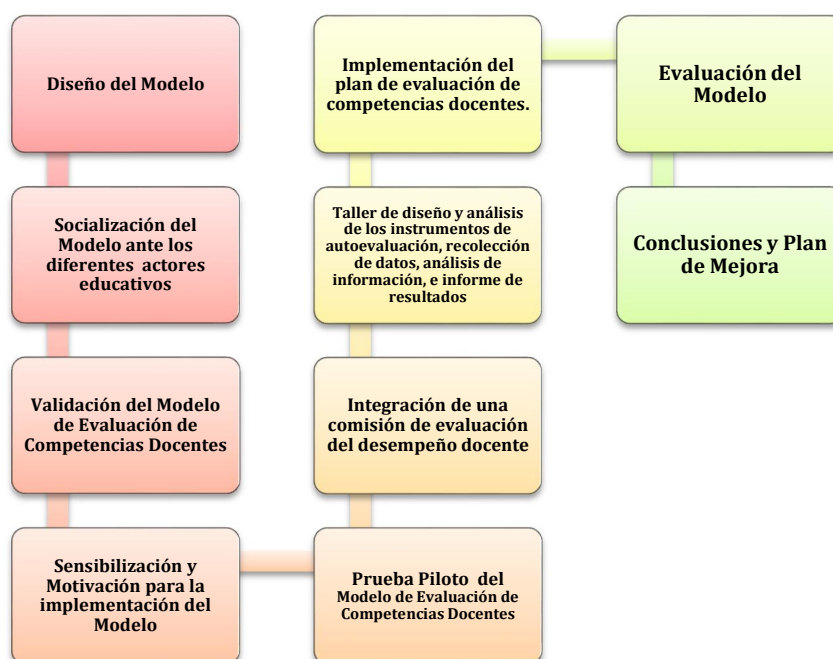 Diseño del Modelo
Socialización del
Modelo ante los
diferentes actores
educativos
Validación del Modelo
de Evaluación de
Competencias Docentes
Sensibilización y
Motivación para la
implementación del
Modelo
Prueba Piloto del
Modelo de Evaluación de
Competencias Docentes
Integración de una
comisión de evaluación
del desempeño docente
Taller de diseño y análisis
de los instrumentos de
autoevaluación, recolección
de datos, análisis de
información, e informe de
resultados
Implementación del
plan de evaluación de
competencias docentes.
Evaluación del
Modelo
Conclusiones y Plan
de Mejora